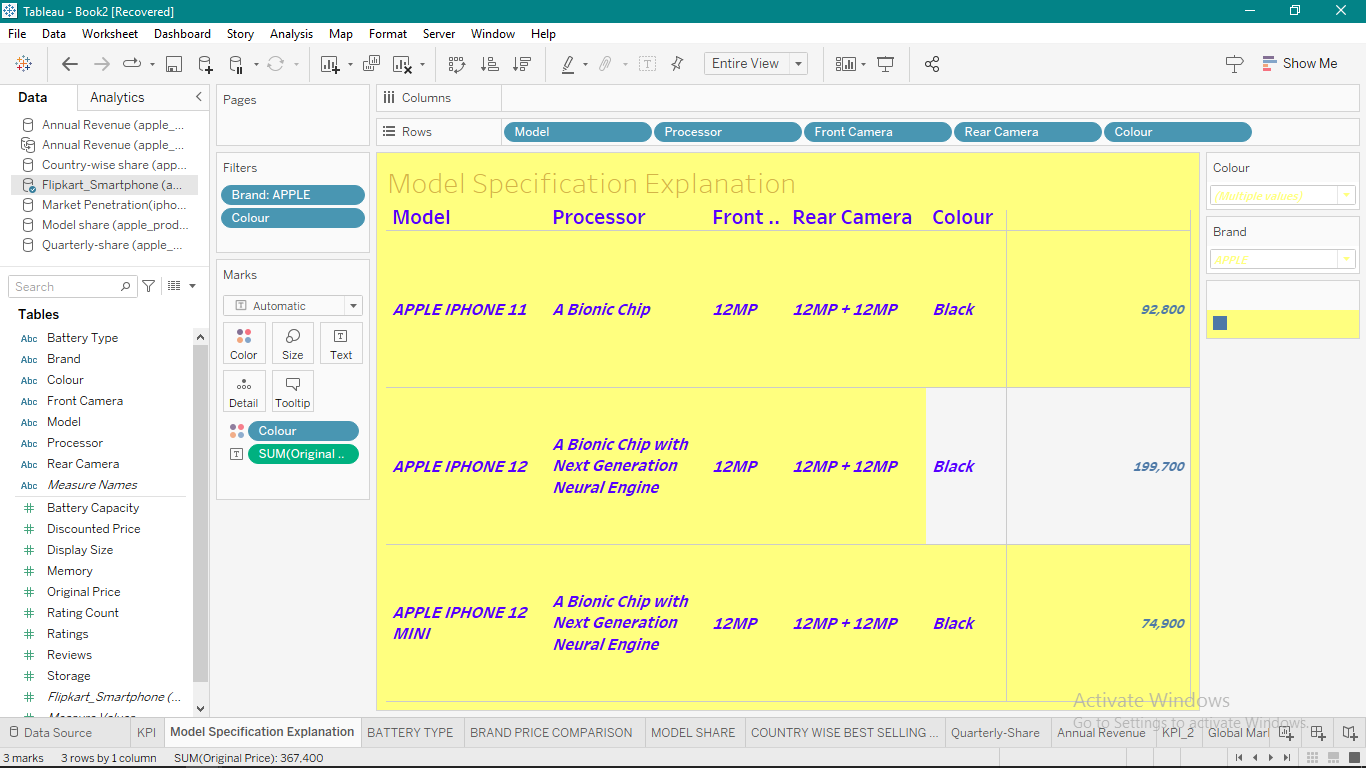 Tableau - Book2 [Recovered]
File Data Worksheet Dashboard Story Analysis Map Format Server Window Help
Entire View
Show Me
Data Analytics
Annual Revenue (apple_...
Annual Revenue (apple_...
Country-wise share (app...
Flipkart_Smartphone (a...
Market Penetration(ipho...
Model share (apple_prod...
Quarterly-share (apple_...
Search
Tables
Abc Battery Type
Abc Brand
Abc Colour
Abc Front Camera
Abc Model
Abc Processor
Abc Rear Camera
Abc Measure Names
# Battery Capacity
# Discounted Price
# Display Size
# Memory
# Original Price
# Rating Count
# Ratings
# Reviews
# Storage
# Flipkart_Smartphone (...
Pages
Filters
Brand: APPLE
Colour
Marks
T Automatic
Color Size Text
Detail Tooltip
Colour
T SUM(Original ..
Columns
Rows Model Processor Front Camera Rear Camera Colour
Model Specification Explanation
Model Processor Front .. Rear Camera Colour
APPLE IPHONE 11 A Bionic Chip 12MP 12MP + 12MP Black 92,800
A Bionic Chip with
APPLE IPHONE 12 Next Generation 12MP 12MP + 12MP Black 199,700
Neural Engine
A Bionic Chip with
APPLE IPHONE 12 Next Generation 12MP 12MP + 12MP Black 74,900
MINI Neural Engine
Colour
(Multiple values)
Brand
APPLE
Activate Windows
Go to Settings to activate Windows.
Data Source KPI Model Specification Explanation BATTERY TYPE BRAND PRICE COMPARISON MODEL SHARE COUNTRY WISE BEST SELLING ... Quarterly-Share Annual Revenue KPI_2 Global Mar
3 marks 3 rows by 1 column SUM(Original Price): 367,400